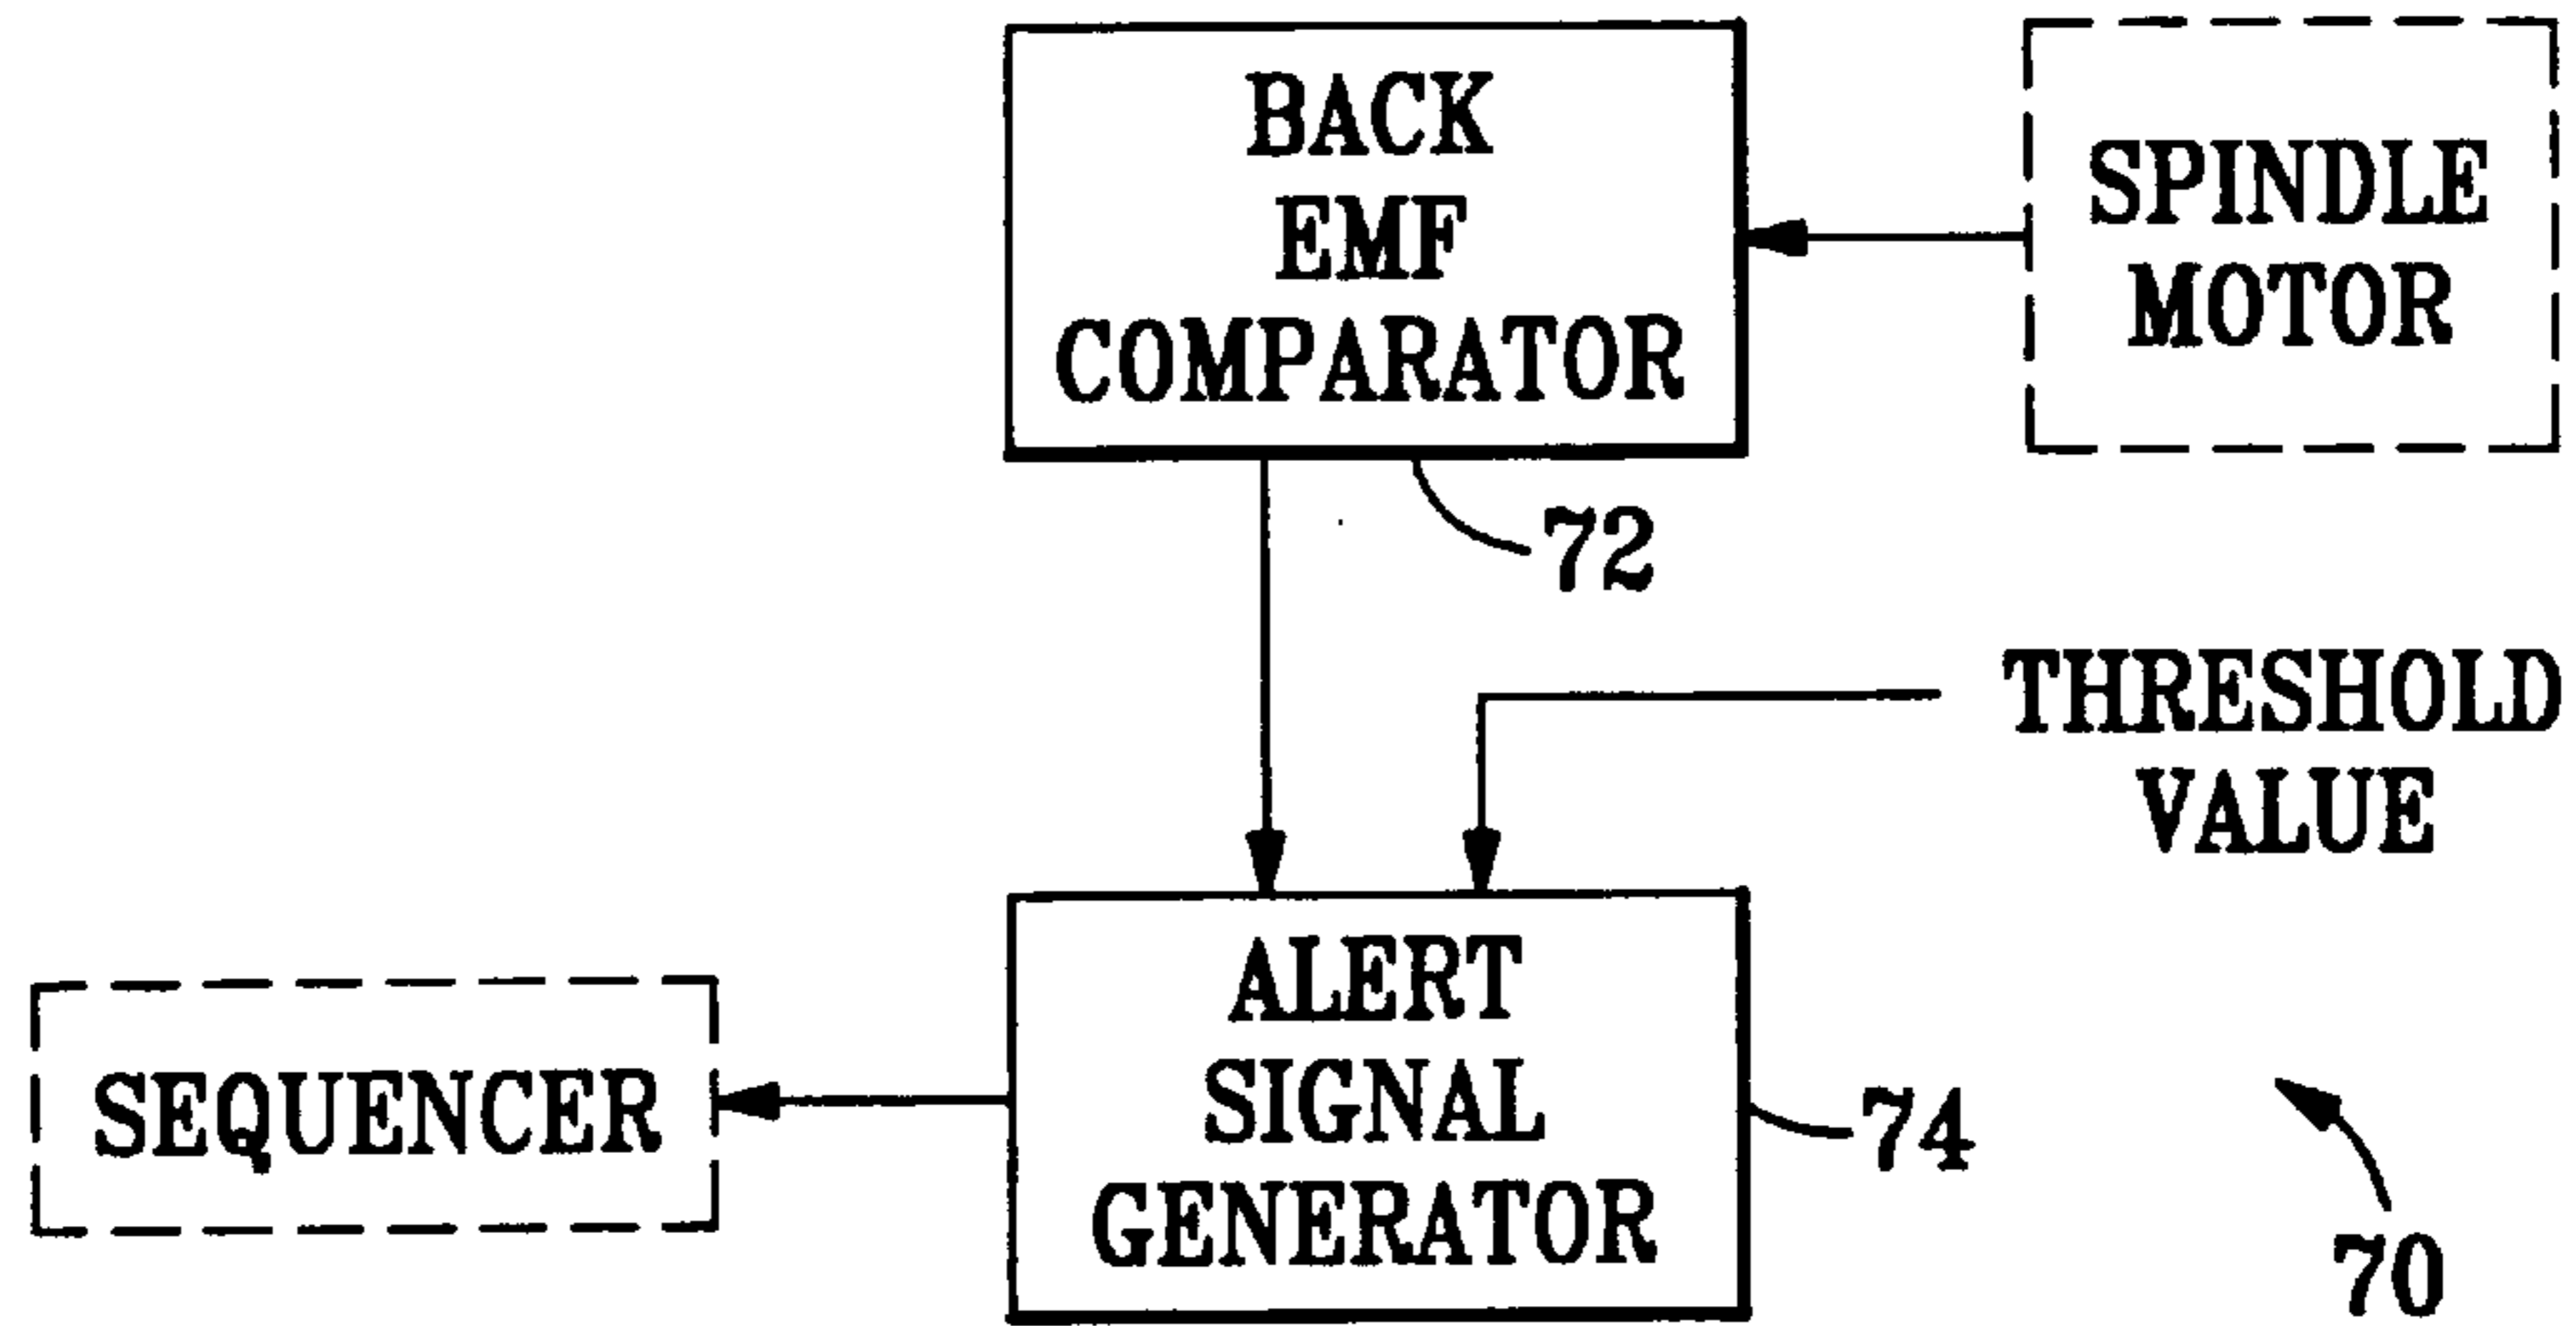 BACK
EMF
COMPARATOR
SPINDLE
MOTOR
72
THRESHOLD
VALUE
ALERT
SIGNAL
GENERATOR
74
SEQUENCER
70